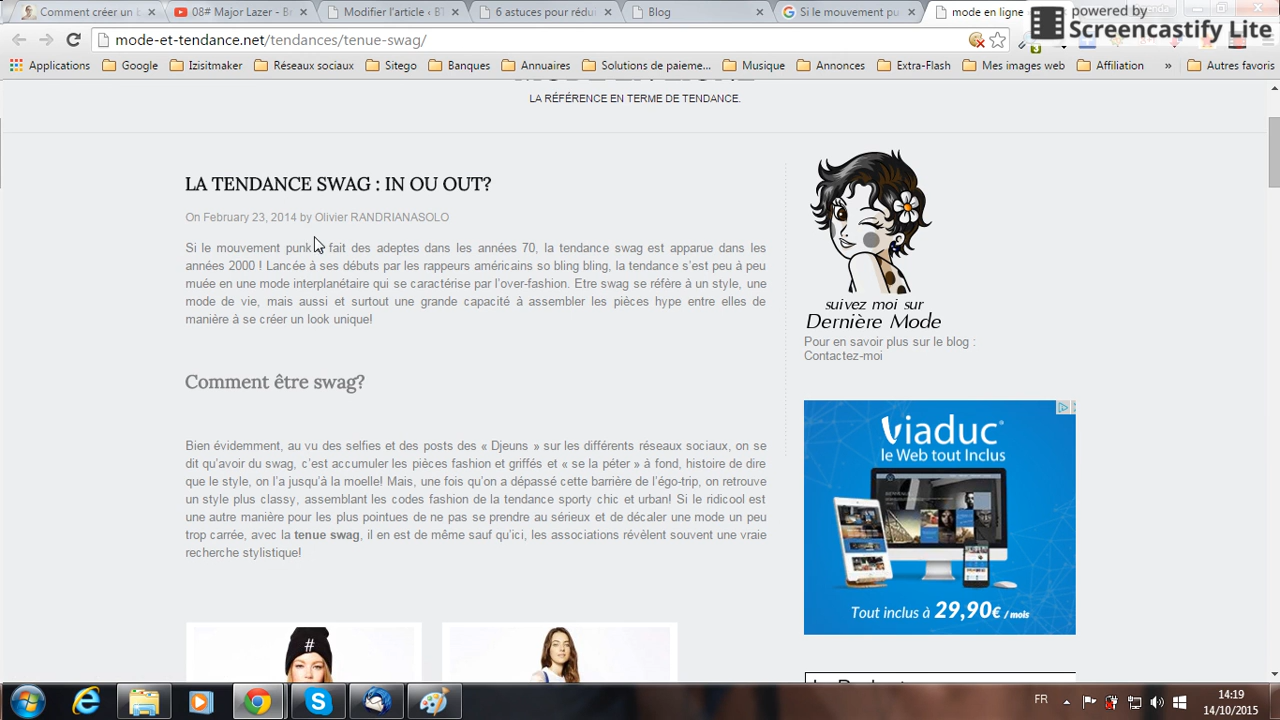 Comment créer un b
08# Major Lazer - Be
Modifier l'article ‹ BT
6 astuces pour rédu
Blog
Si le mouvement pu
mode en ligne
powered by
Screencastify Lite
mode-et-tendance.net/tendance/tenue-swag/
3
Applications
Google
Izisitmaker
Réseaux sociaux
Sitego
Banques
Annuaires
Solutions de paieme...
Musique
Annonces
Extra-Flash
Mes images web
Affiliation
»
Autres favoris
LA RÉFÉRENCE EN TERME DE TENDANCE.
LA TENDANCE SWAG : IN OU OUT?
On February 23, 2014 by Olivier RANDRIANASOLO
Si le mouvement punk fait des adeptes dans les années 70, la tendance swag est apparue dans les
années 2000 ! Lancée à ses débuts par les rappeurs américains so bling bling, la tendance s'est peu à peu
muée en une mode interplanétaire qui se caractérise par l'over-fashion. Etre swag se réfère à un style, une
mode de vie, mais aussi et surtout une grande capacité à assembler les pièces hype entre elles de
manière à se créer un look unique!
Comment être swag?
Bien évidemment, au vu des selfies et des posts des « Djeuns » sur les différents réseaux sociaux, on se
dit qu'avoir du swag, c'est accumuler les pièces fashion et griffés et « se la péter » à fond, histoire de dire
que le style, on l'a jusqu'à la moelle! Mais, une fois qu'on a dépassé cette barrière de l'égo-trip, on retrouve
un style plus classy, assemblant les codes fashion de la tendance sporty chic et urban! Si le ridicool est
une autre manière pour les plus pointues de ne pas se prendre au sérieux et de décaler une mode un peu
trop carrée, avec la tenue swag, il en est de même sauf qu'ici, les associations révèlent souvent une vraie
recherche stylistique!
#
suivez moi sur
Dernière Mode
Pour en savoir plus sur le blog :
Contactez-moi
Viaduc
le Web tout Inclus
Tout inclus à 29,90€ / mois
FR
14:19
14/10/2015